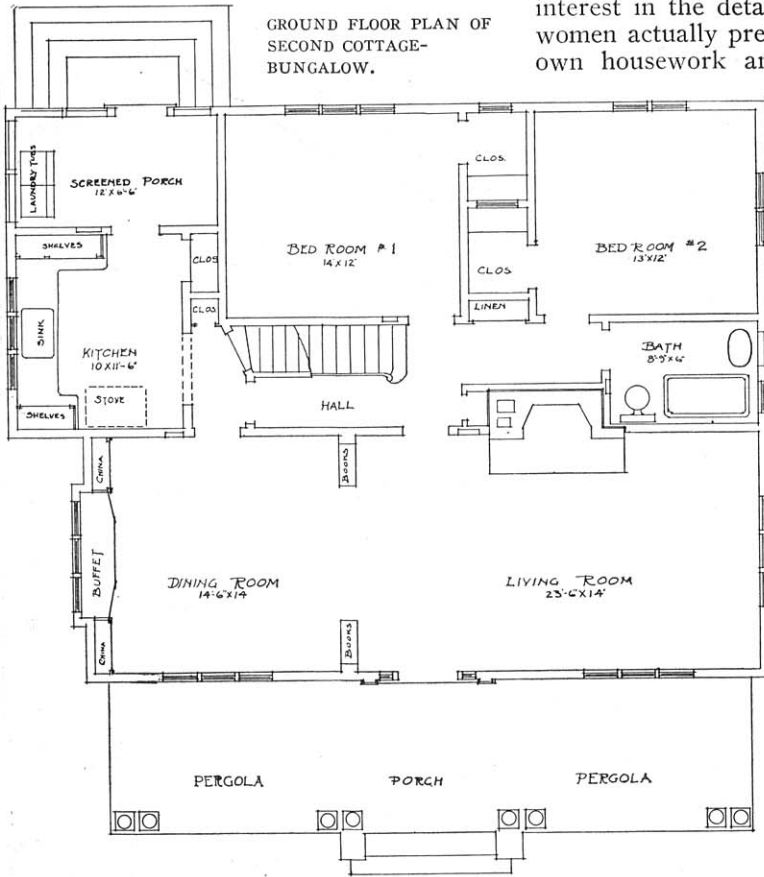 GROUND FLOOR PLAN OF
SECOND COTTAGE-
BUNGALOW.
interest in the deta
women actually pre
own housework an
LAUNDRY TUBS
SCREENED PORCH
12'X6'-6"
SHELVES
CLOS
BED ROOM #1
14'X12'
CLOS.
CLOS.
BED ROOM #2
13'X12'
LINEN
CLOS
SINK
KITCHEN
10X11'-6"
STOVE
SHELVES
HALL
BATH
8'-9"X6'
CHINA
BOOKS
BUFFET
DINING ROOM
14'-6"X14
LIVING ROOM
23'-6"X14'
CHINA
BOOKS
PERGOLA
PORCH
PERGOLA